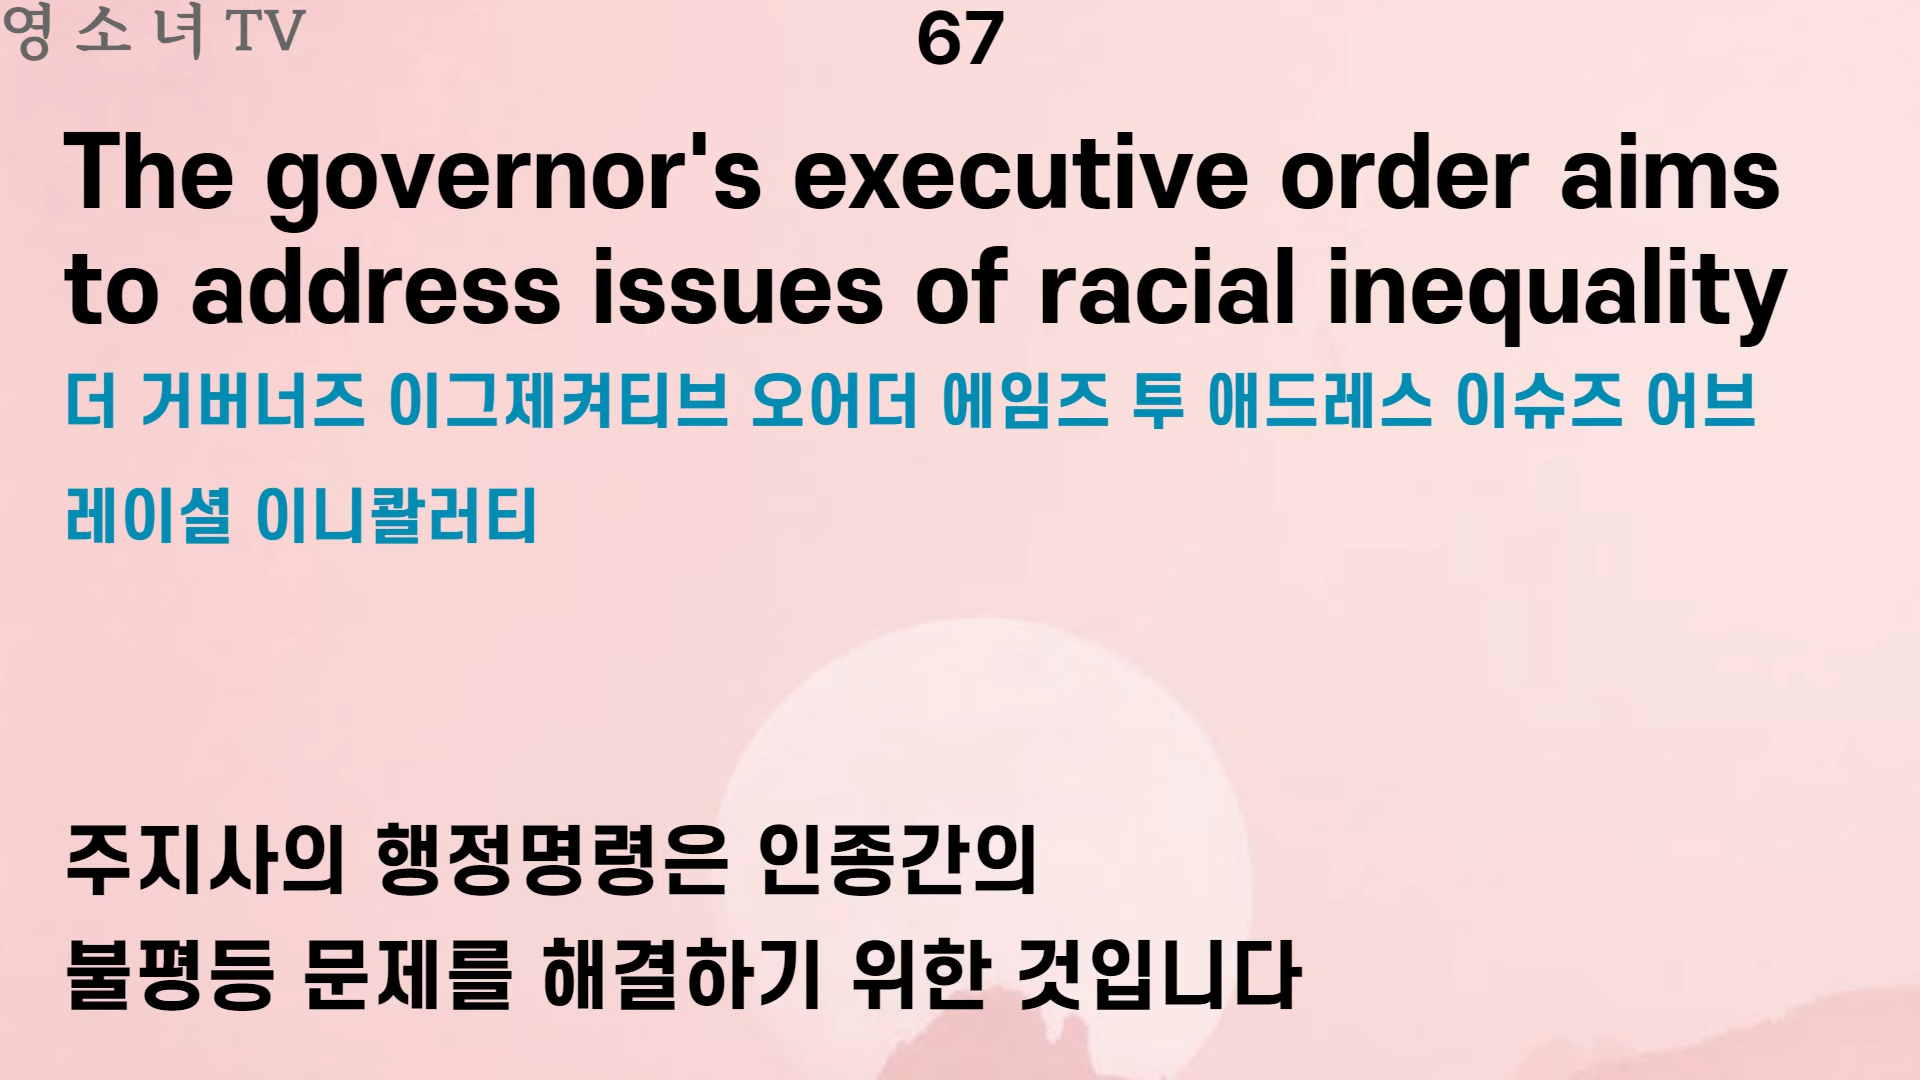 영소녀TV
67
The governor's executive order aims
to address issues of racial inequality
더 거버너즈 이그제켜티브 오어더 에임즈 투 애드레스 이슈즈 어브
레이셜 이니콸러티
주지사의 행정명령은 인종간의
불평등 문제를 해결하기 위한 것입니다